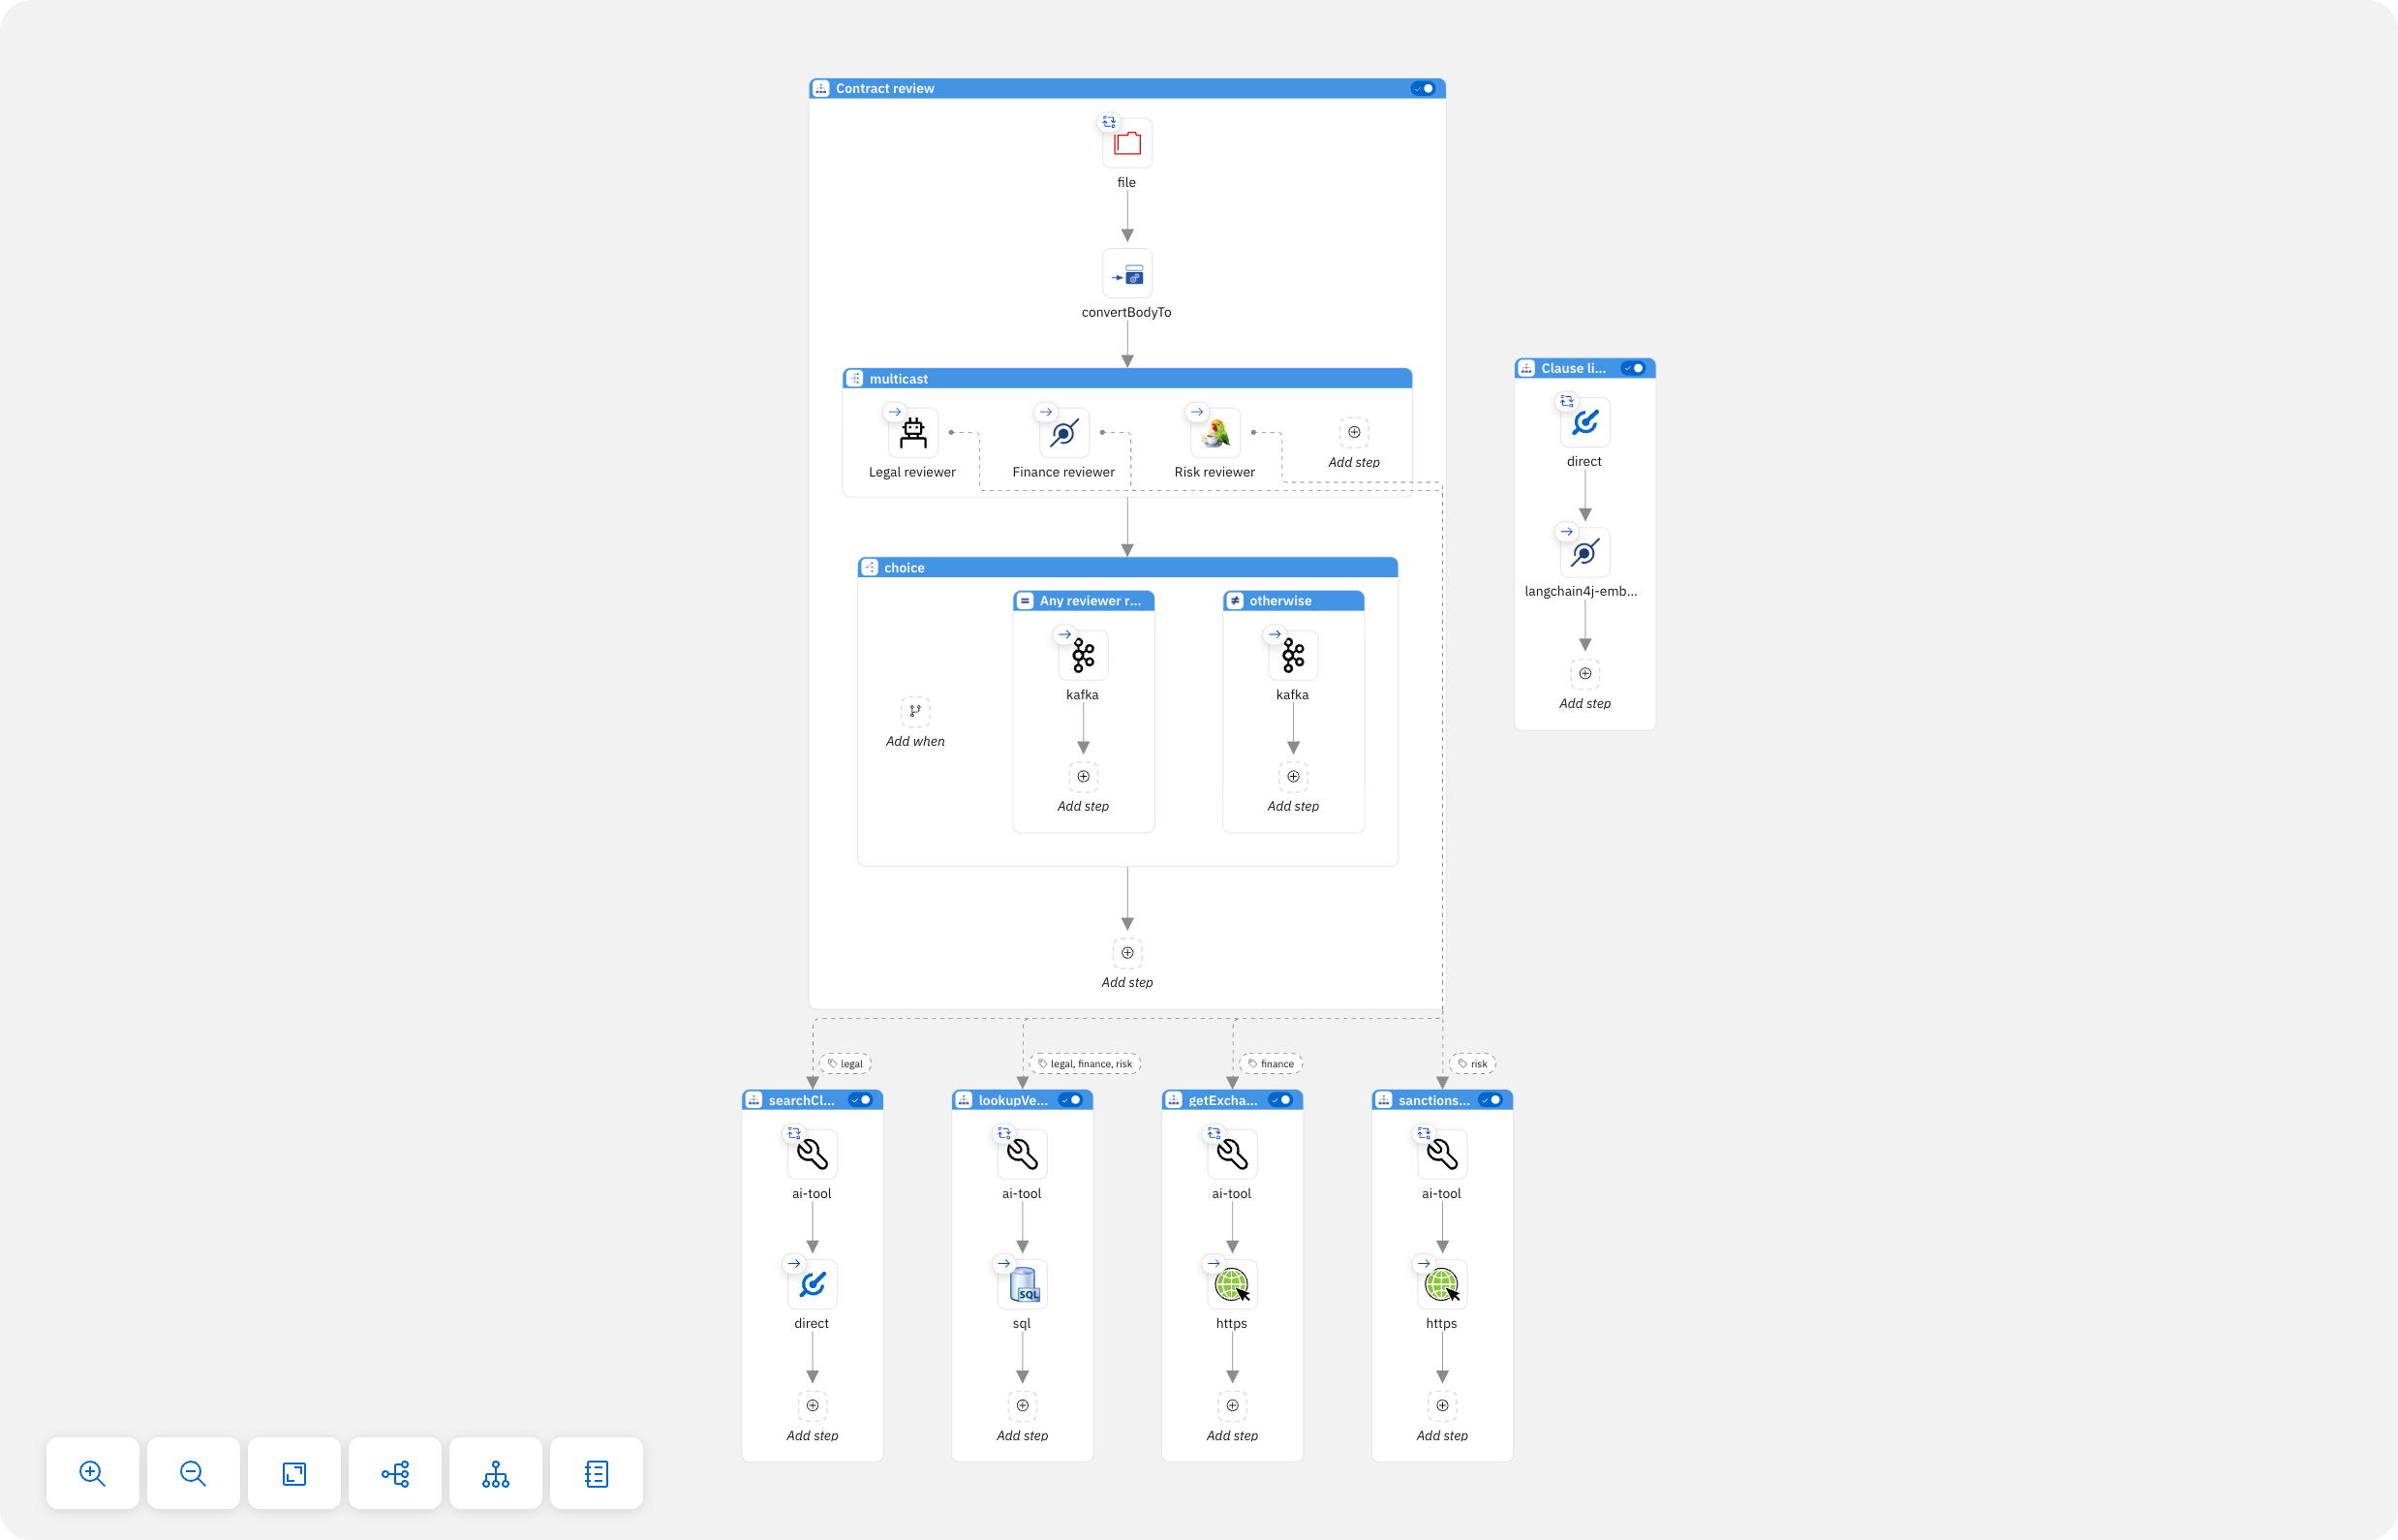 Contract review
file
convertBodyTo
multicast
Legal reviewer
Finance reviewer
Risk reviewer
Add step
choice
Any reviewer r...
otherwise
kafka
kafka
Add when
Add step
Add step
Add step
Clause li...
direct
langchain4j-emb...
Add step
legal
legal, finance, risk
finance
risk
searchCl...
lookupVe...
getExcha...
sanctions...
ai-tool
ai-tool
ai-tool
ai-tool
SQL
direct
sql
https
https
Add step
Add step
Add step
Add step